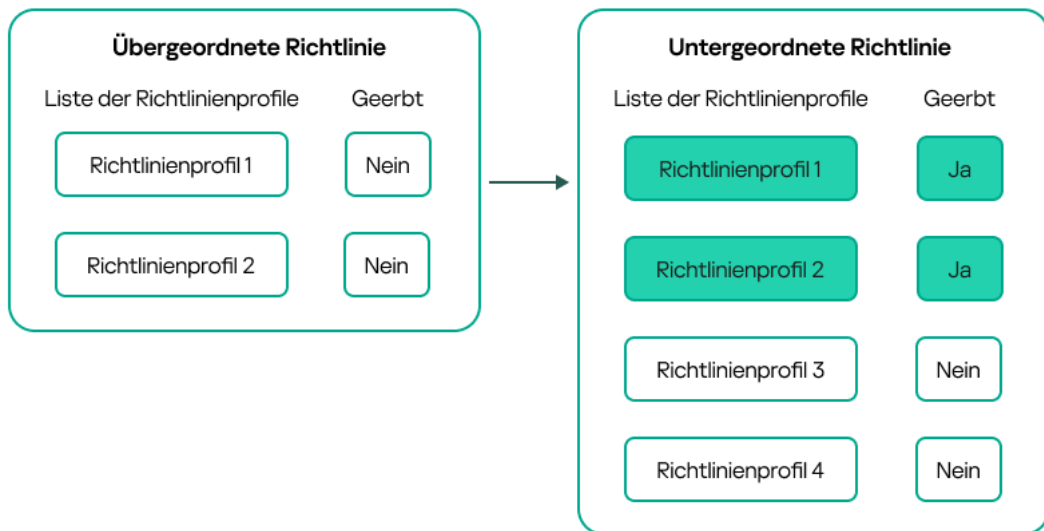 Übergeordnete Richtlinie
Liste der Richtlinienprofile Geerbt
Richtlinienprofil 1 Nein
Richtlinienprofil 2 Nein
Untergeordnete Richtlinie
Liste der Richtlinienprofile Geerbt
Richtlinienprofil 1 Ja
Richtlinienprofil 2 Ja
Richtlinienprofil 3 Nein
Richtlinienprofil 4 Nein